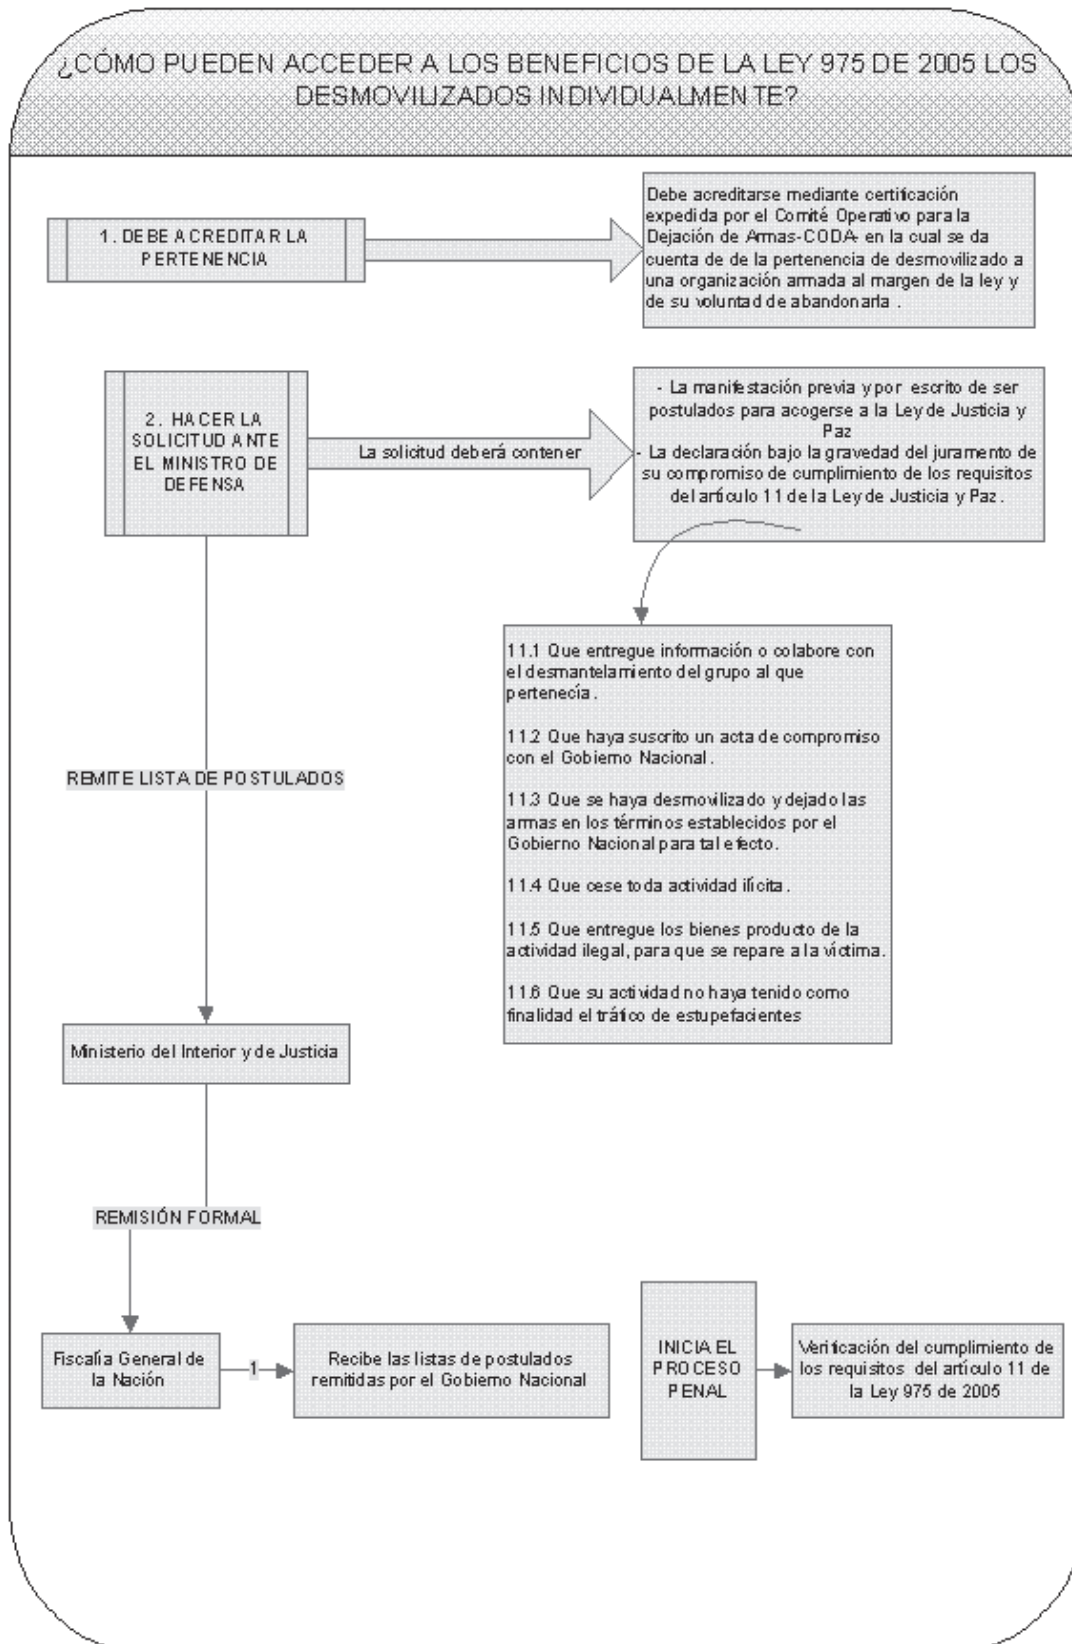 ¿CÓMO PUEDEN ACCEDER A LOS BENEFICIOS DE LA LEY 975 DE 2005 LOS
DESMOVILIZADOS INDIVIDUALMENTE?
1. DEBE ACREDITAR LA
PERTENENCIA
Debe acreditarse mediante certificación
expedida por el Comité Operativo para la
Dejación de Armas-CODA- en la cual se da
cuenta de de la pertenencia de desmovilizado a
una organización armada al margen de la ley y
de su voluntad de abandonarla .
2. HACER LA
SOLICITUD ANTE
EL MINISTRO DE
DEFENSA
La solicitud deberá contener
- La manifestación previa y por escrito de ser
postulados para acogerse a la Ley de Justicia y
Paz
- La declaración bajo la gravedad del juramento de
su compromiso de cumplimiento de los requisitos
del artículo 11 de la Ley de Justicia y Paz.
11.1 Que entregue información o colabore con
el desmantelamiento del grupo al que
pertenecía.
11.2 Que haya suscrito un acta de compromiso
con el Gobierno Nacional.
11.3 Que se haya desmovilizado y dejado las
armas en los términos establecidos por el
Gobierno Nacional para tal efecto.
11.4 Que cese toda actividad ilícita.
11.5 Que entregue los bienes producto de la
actividad ilegal, para que se repare a la víctima.
11.6 Que su actividad no haya tenido como
finalidad el tráfico de estupefacientes
REMITE LISTA DE POSTULADOS
Ministerio del Interior y de Justicia
REMISIÓN FORMAL
Fiscalía General de
la Nación
1
Recibe las listas de postulados
remitidas por el Gobierno Nacional
INICIA EL
PROCESO
PENAL
Verificación del cumplimiento de
los requisitos del artículo 11 de
la Ley 975 de 2005